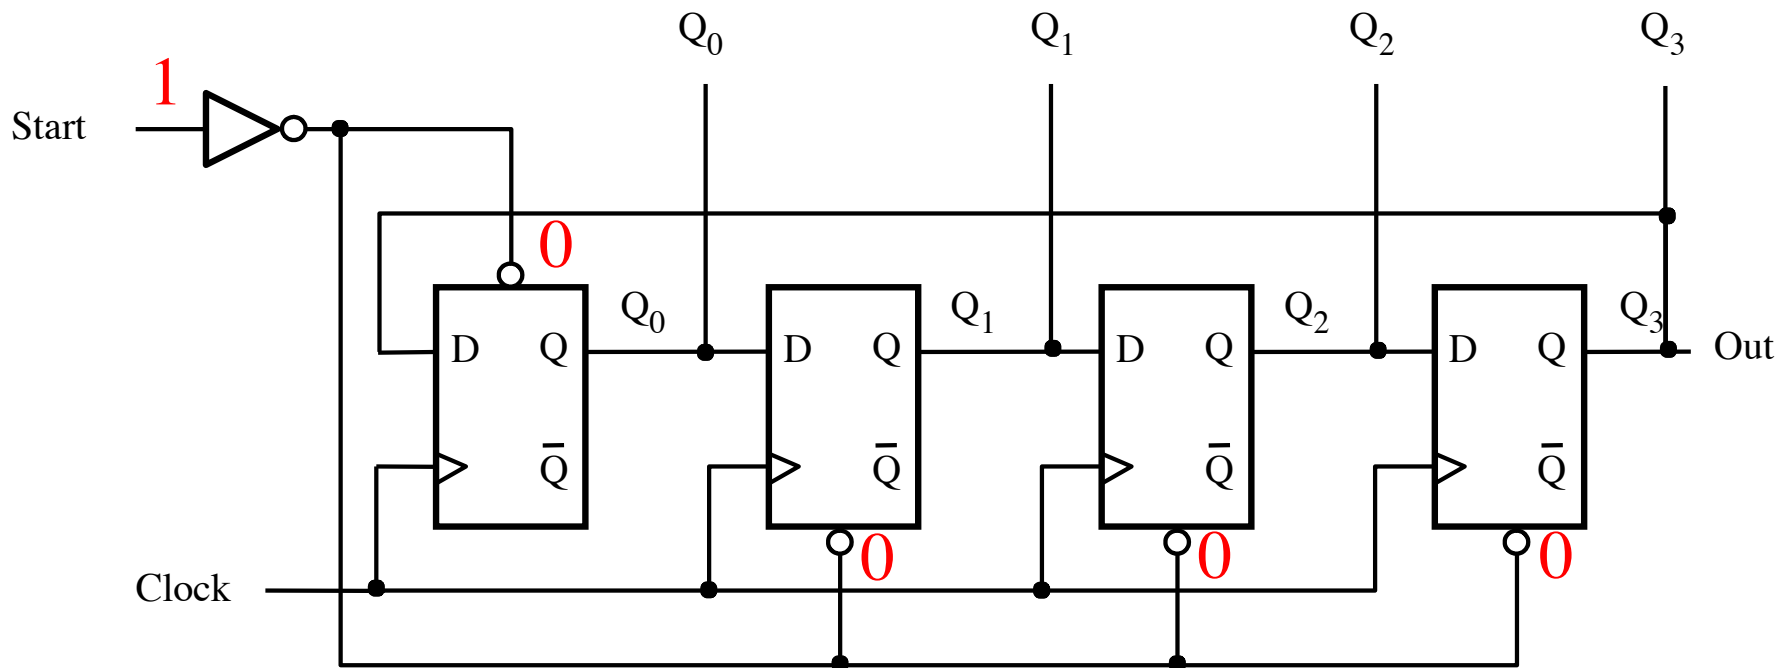 Q0 Q1 Q2 Q3
1
Start
0
Q0 Q1 Q2 Q3
D Q D Q D Q D Q Out
Q̅ Q̅ Q̅ Q̅
0 0 0
Clock